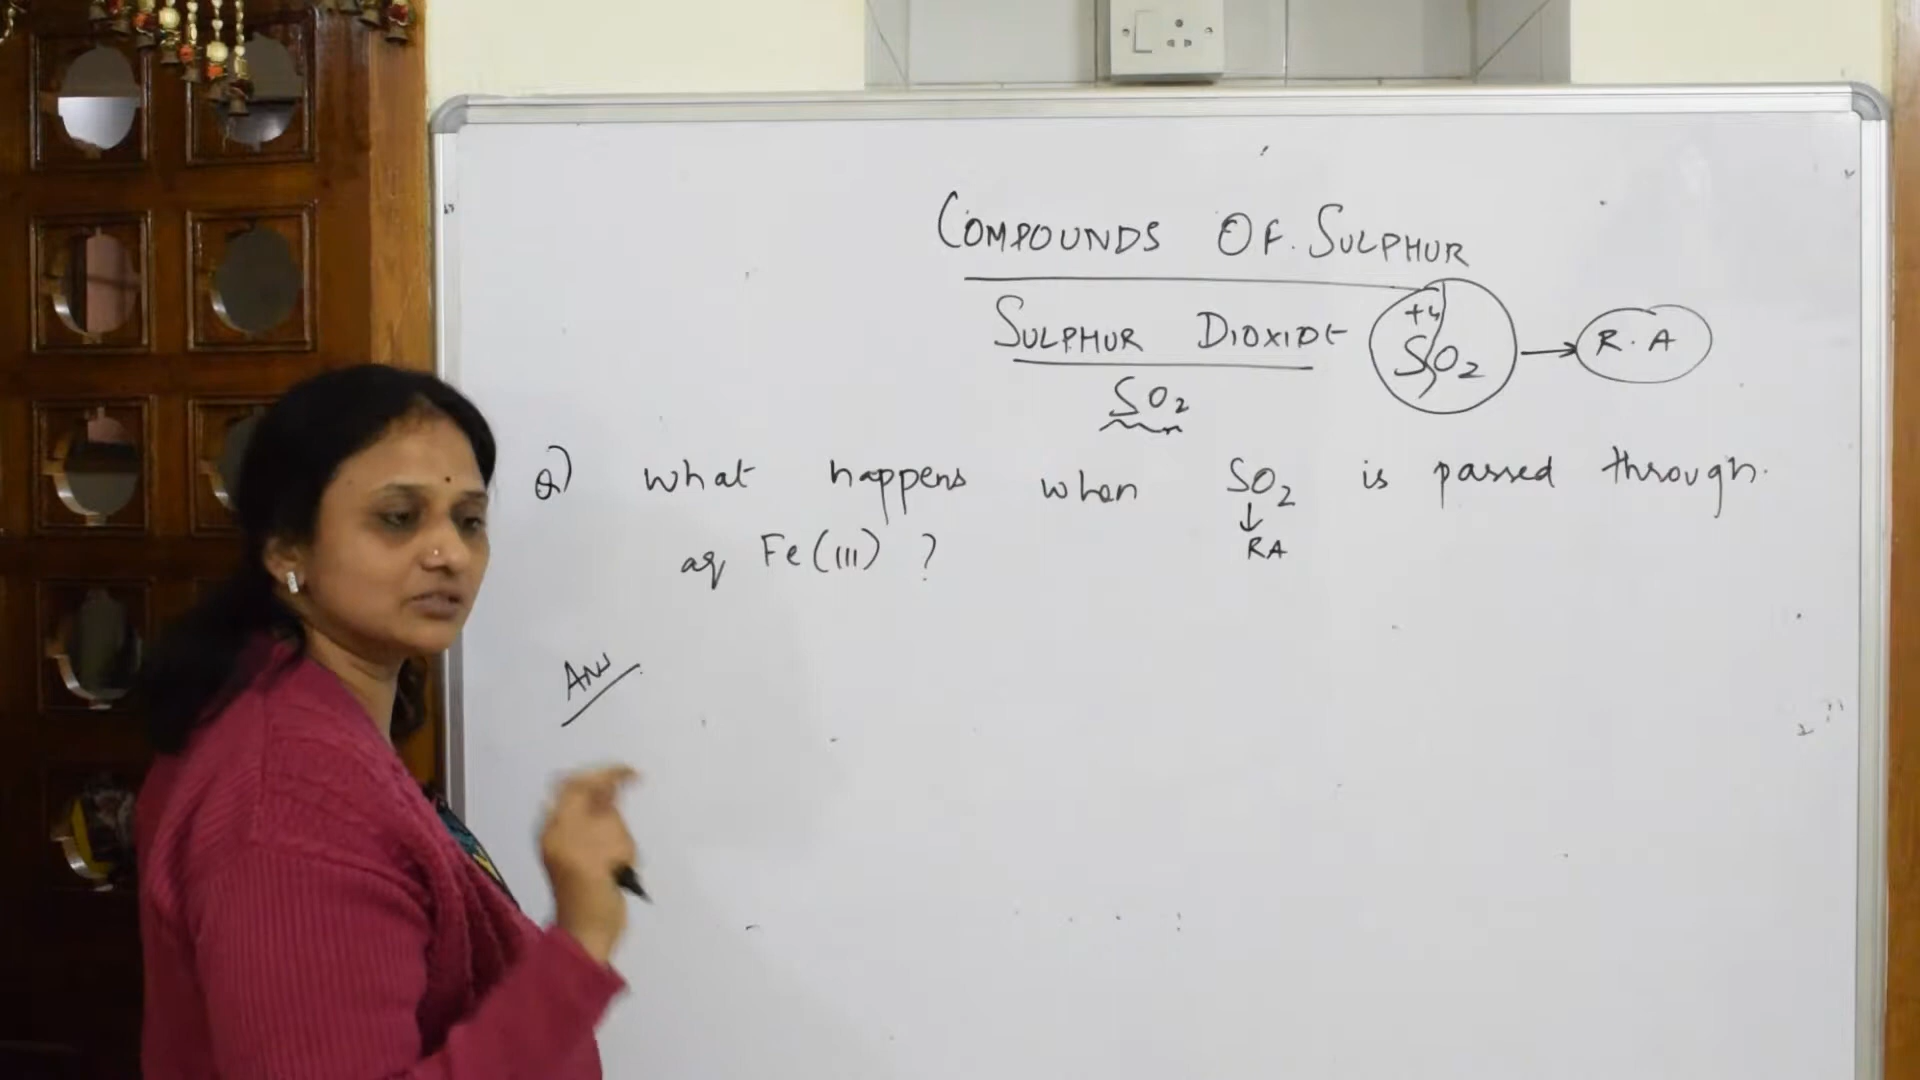 COMPOUNDS OF. SULPHUR
SULPHUR DIOXIDE
+4
SO2 → R.A
SO2
Q) What happens when SO2 is passed through.
↓
RA
aq Fe(III) ?
Ans